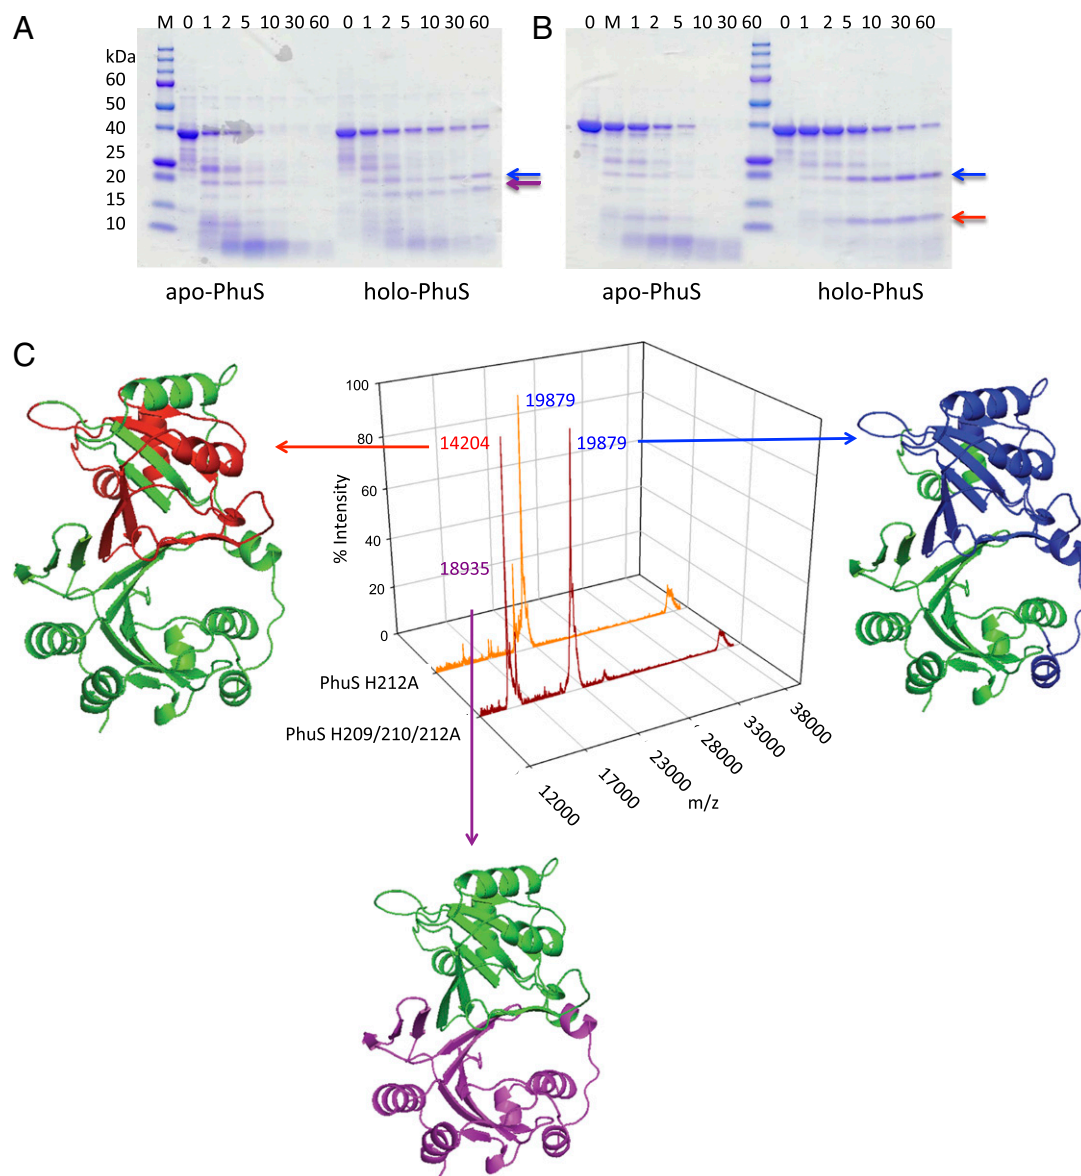 A
M 0 1 2 5 10 30 60 0 1 2 5 10 30 60
kDa
60
50
40
25
20
15
10
apo-PhuS holo-PhuS
B
0 M 1 2 5 10 30 60 0 1 2 5 10 30 60
apo-PhuS holo-PhuS
C
100
80
60
40
20
0
% Intensity
19879
14204
19879
18935
PhuS H212A
PhuS H209/210/212A
12000
17000
23000
28000
33000
38000
m/z